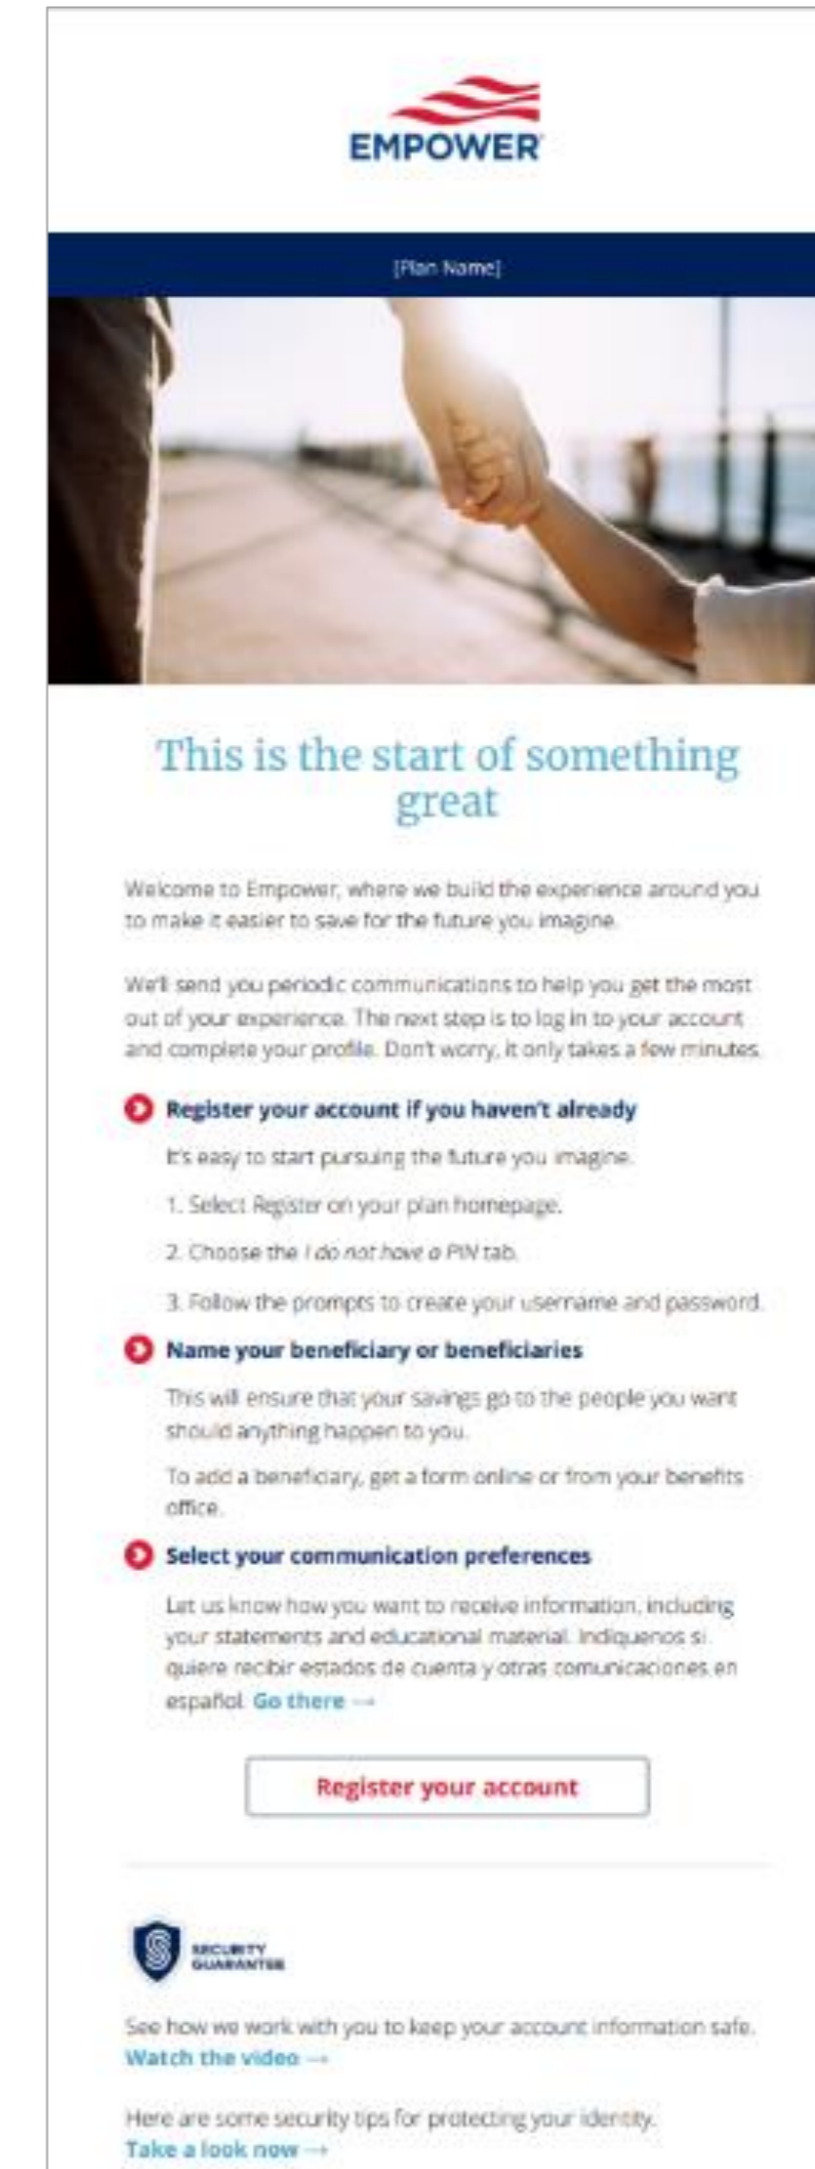 EMPOWER
[Plan Name]
This is the start of something
great
Welcome to Empower, where we build the experience around you
to make it easier to save for the future you imagine.
We'll send you periodic communications to help you get the most
out of your experience. The next step is to log in to your account
and complete your profile. Don't worry, it only takes a few minutes.
Register your account if you haven't already
It's easy to start pursuing the future you imagine.
1. Select Register on your plan homepage.
2. Choose the I do not have a PIN tab.
3. Follow the prompts to create your username and password.
Name your beneficiary or beneficiaries
This will ensure that your savings go to the people you want
should anything happen to you.
To add a beneficiary, get a form online or from your benefits
office.
Select your communication preferences
Let us know how you want to receive information, including
your statements and educational material. Indíquenos si
quiere recibir estados de cuenta y otras comunicaciones en
español. Go there →
Register your account
SECURITY
GUARANTEE
See how we work with you to keep your account information safe.
Watch the video →
Here are some security tips for protecting your identity.
Take a look now →